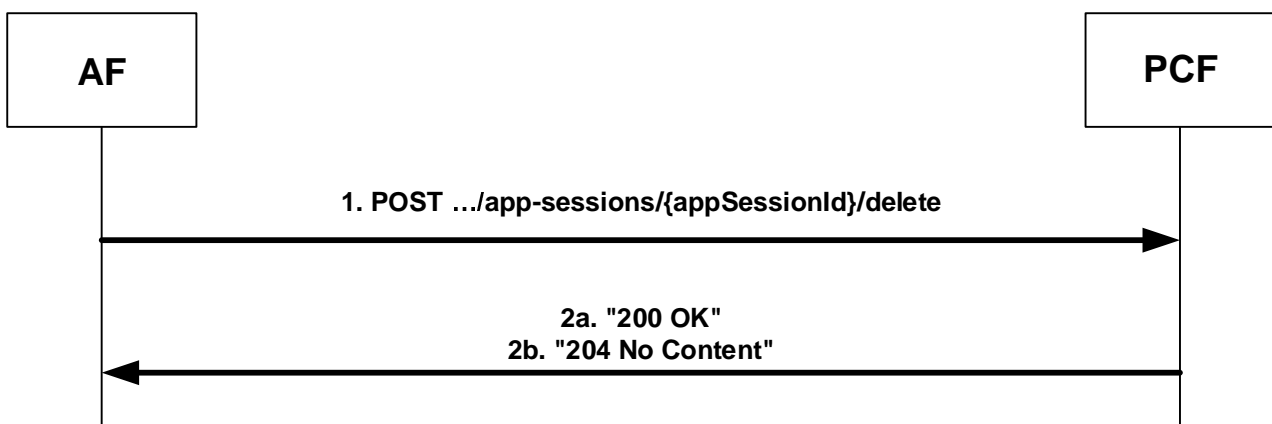 AF
PCF
1. POST …/app-sessions/{appSessionId}/delete
2a. "200 OK"
2b. "204 No Content"